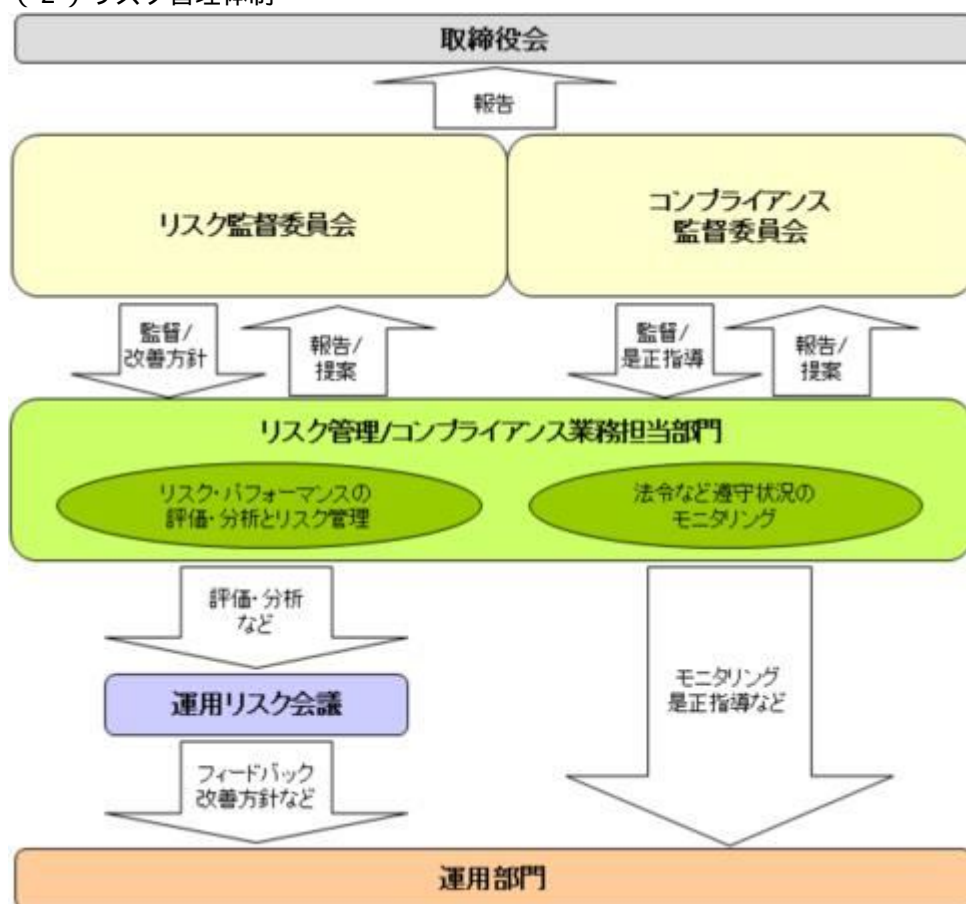 (2)リスク管理体制
取締役会
報告
リスク監督委員会
コンプライアンス
監督委員会
監督/
改善方針
報告/
提案
監督/
是正指導
報告/
提案
リスク管理/コンプライアンス業務担当部門
リスク・パフォーマンスの
評価・分析とリスク管理
法令など遵守状況の
モニタリング
評価・分析
など
運用リスク会議
モニタリング
是正指導など
フィードバック
改善方針など
運用部門